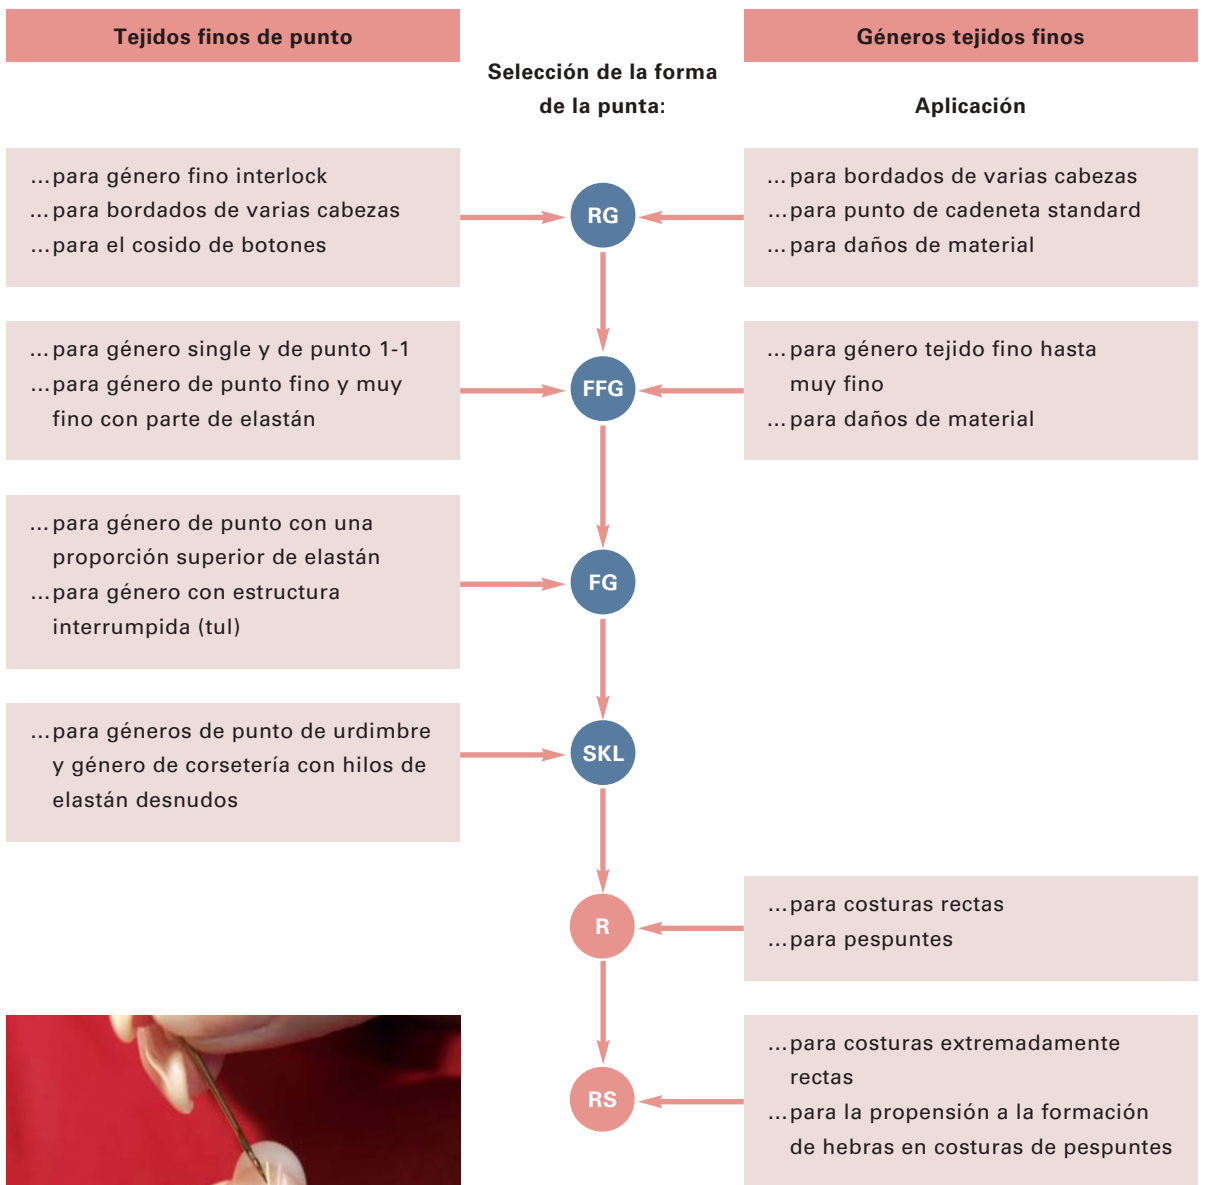 Tejidos finos de punto
Selección de la forma
de la punta:
Géneros tejidos finos
Aplicación
...para género fino interlock
...para bordados de varias cabezas
...para el cosido de botones
RG
...para bordados de varias cabezas
...para punto de cadeneta standard
...para daños de material
...para género single y de punto 1-1
...para género de punto fino y muy
fino con parte de elastán
FFG
...para género tejido fino hasta
muy fino
...para daños de material
...para género de punto con una
proporción superior de elastán
...para género con estructura
interrumpida (tul)
FG
...para géneros de punto de urdimbre
y género de corsetería con hilos de
elastán desnudos
SKL
R
...para costuras rectas
...para pespuntes
RS
...para costuras extremadamente
rectas
...para la propensión a la formación
de hebras en costuras de pespuntes